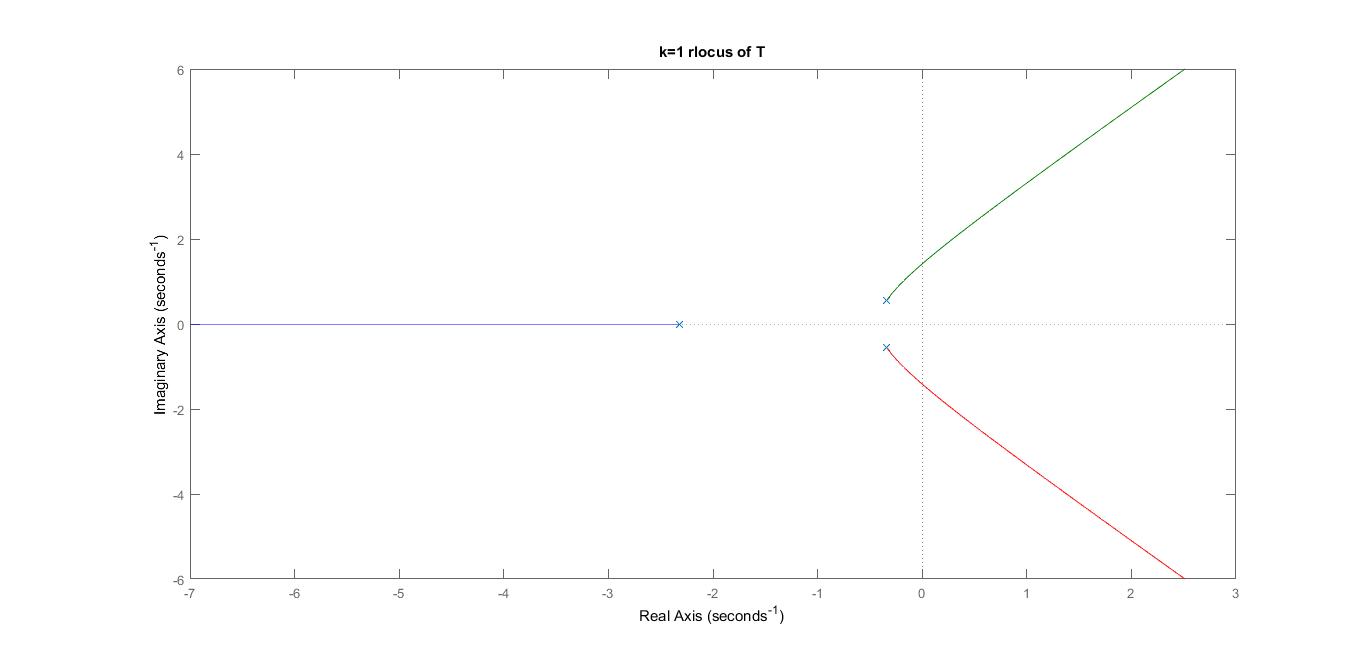 k=1 rlocus of T
6
4
2
0
-2
-4
-6
Imaginary Axis (seconds⁻¹)
-7 -6 -5 -4 -3 -2 -1 0 1 2 3
Real Axis (seconds⁻¹)